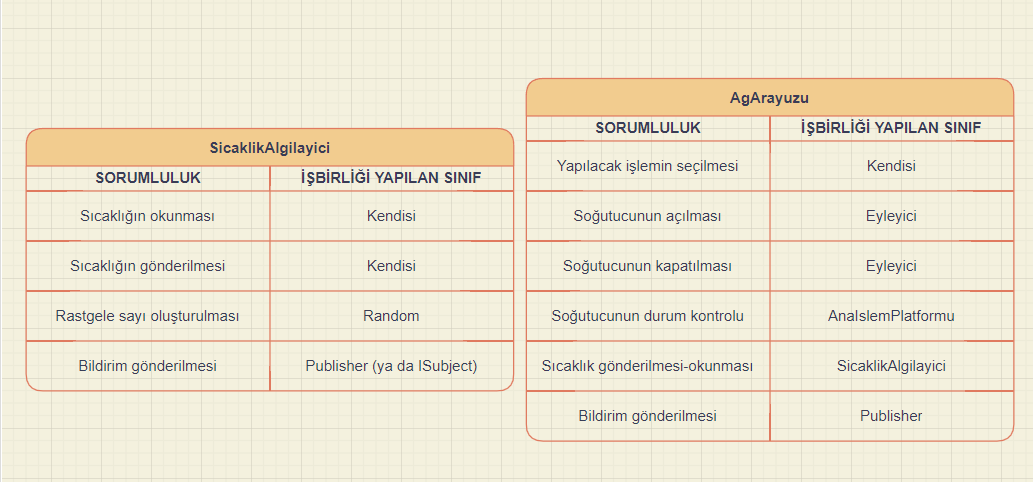 SicaklikAlgilayici
SORUMLULUK İŞBİRLİĞİ YAPILAN SINIF
Sıcaklığın okunması Kendisi
Sıcaklığın gönderilmesi Kendisi
Rastgele sayı oluşturulması Random
Bildirim gönderilmesi Publisher (ya da ISubject)
AgArayuzu
SORUMLULUK İŞBİRLİĞİ YAPILAN SINIF
Yapılacak işlemin seçilmesi Kendisi
Soğutucunun açılması Eyleyici
Soğutucunun kapatılması Eyleyici
Soğutucunun durum kontrolu AnaIslemPlatformu
Sıcaklık gönderilmesi-okunması SicaklikAlgilayici
Bildirim gönderilmesi Publisher